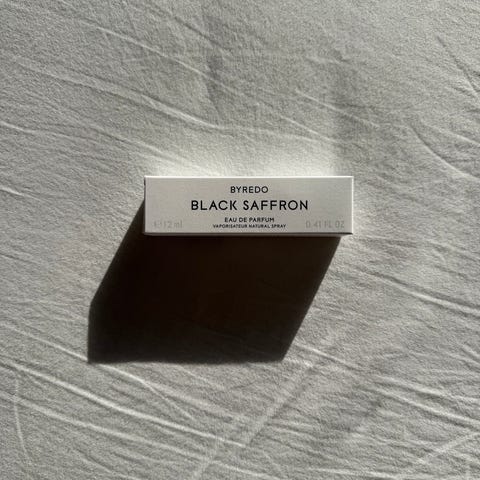 BYREDO
BLACK SAFFRON
EAU DE PARFUM
VAPORISATEUR NATURAL SPRAY
℮12 ml 0.41 FL OZ